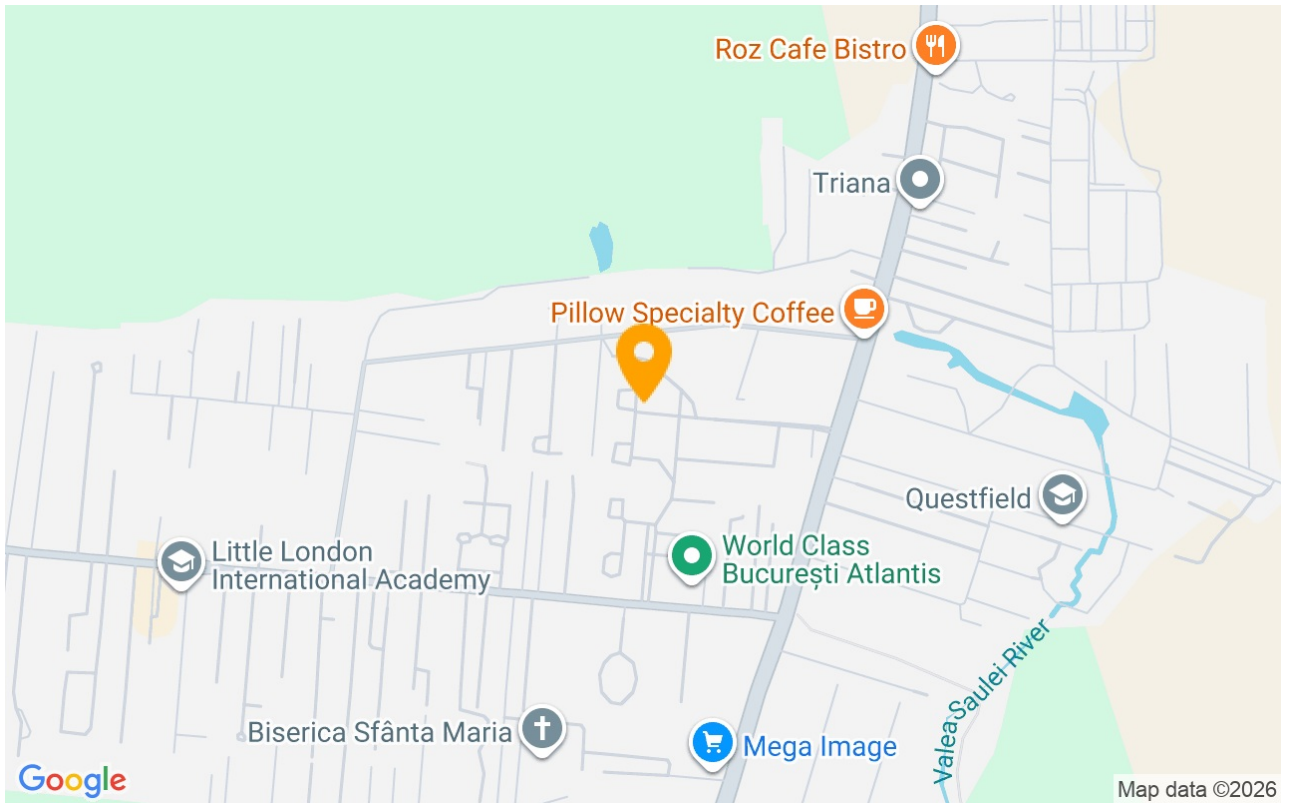 Roz Cafe Bistro
Triana
Pillow Specialty Coffee
Questfield
World Class
București Atlantis
Little London
International Academy
Valea Saulei River
Biserica Sfânta Maria
Mega Image
Google
Map data ©2026